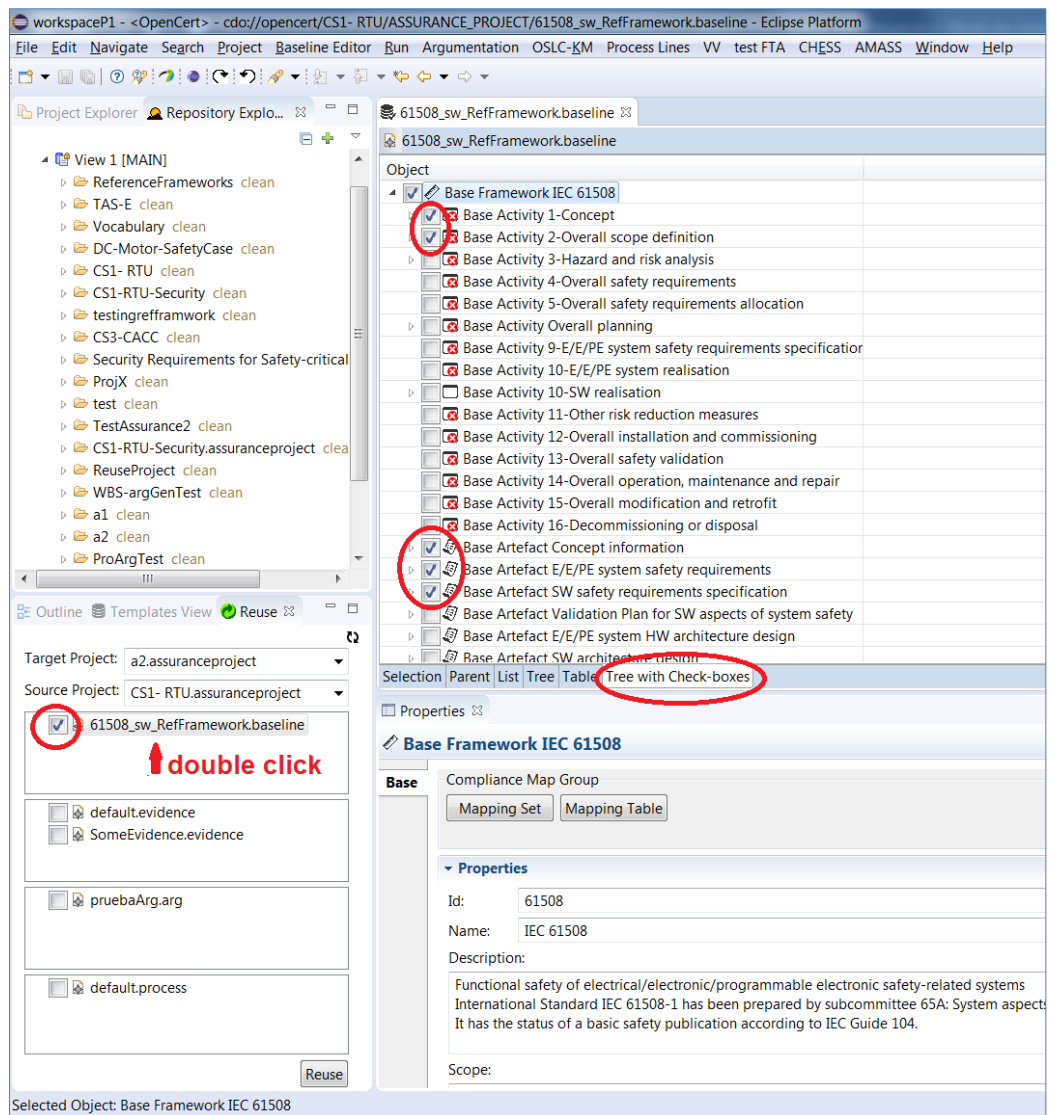 workspaceP1 - <OpenCert> - cdo://opencert/CS1- RTU/ASSURANCE_PROJECT/61508_sw_RefFramework.baseline - Eclipse Platform
File Edit Navigate Search Project Baseline Editor Run Argumentation OSLC-KM Process Lines VV test FTA CHESS AMASS Window Help
Project Explorer Repository Explo...
View 1 [MAIN]
ReferenceFrameworks clean
TAS-E clean
Vocabulary clean
DC-Motor-SafetyCase clean
CS1- RTU clean
CS1-RTU-Security clean
testingrefframwork clean
CS3-CACC clean
Security Requirements for Safety-critical
ProjX clean
test clean
TestAssurance2 clean
CS1-RTU-Security.assuranceproject clea
ReuseProject clean
WBS-argGenTest clean
a1 clean
a2 clean
ProArgTest clean
61508_sw_RefFramework.baseline
61508_sw_RefFramework.baseline
Object
Base Framework IEC 61508
Base Activity 1-Concept
Base Activity 2-Overall scope definition
Base Activity 3-Hazard and risk analysis
Base Activity 4-Overall safety requirements
Base Activity 5-Overall safety requirements allocation
Base Activity Overall planning
Base Activity 9-E/E/PE system safety requirements specification
Base Activity 10-E/E/PE system realisation
Base Activity 10-SW realisation
Base Activity 11-Other risk reduction measures
Base Activity 12-Overall installation and commissioning
Base Activity 13-Overall safety validation
Base Activity 14-Overall operation, maintenance and repair
Base Activity 15-Overall modification and retrofit
Base Activity 16-Decommissioning or disposal
Base Artefact Concept information
Base Artefact E/E/PE system safety requirements
Base Artefact SW safety requirements specification
Base Artefact Validation Plan for SW aspects of system safety
Base Artefact E/E/PE system HW architecture design
Base Artefact SW architecture design
Selection Parent List Tree Table Tree with Check-boxes
Outline Templates View Reuse
Target Project: a2.assuranceproject
Source Project: CS1- RTU.assuranceproject
61508_sw_RefFramework.baseline
double click
default.evidence
SomeEvidence.evidence
pruebaArg.arg
default.process
Reuse
Properties
Base Framework IEC 61508
Base
Compliance Map Group
Mapping Set Mapping Table
Properties
Id: 61508
Name: IEC 61508
Description:
Functional safety of electrical/electronic/programmable electronic safety-related systems
International Standard IEC 61508-1 has been prepared by subcommittee 65A: System aspects
It has the status of a basic safety publication according to IEC Guide 104.
Scope:
Selected Object: Base Framework IEC 61508